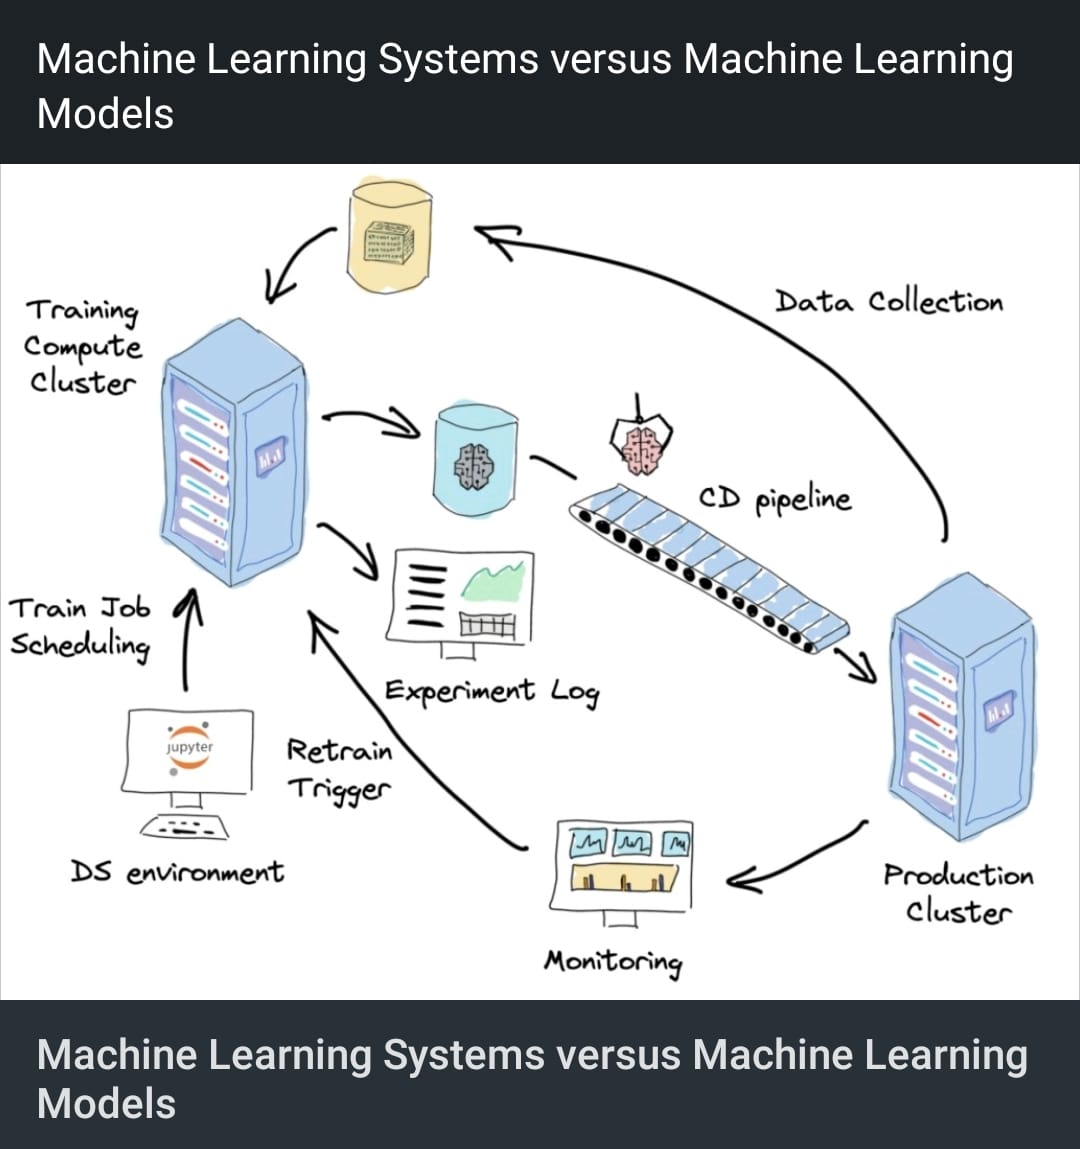 Machine Learning Systems versus Machine Learning
Models
Training
Compute
Cluster
Data Collection
CD pipeline
Train Job
Scheduling
Experiment Log
jupyter
Retrain
Trigger
DS environment
Production
Cluster
Monitoring
Machine Learning Systems versus Machine Learning
Models